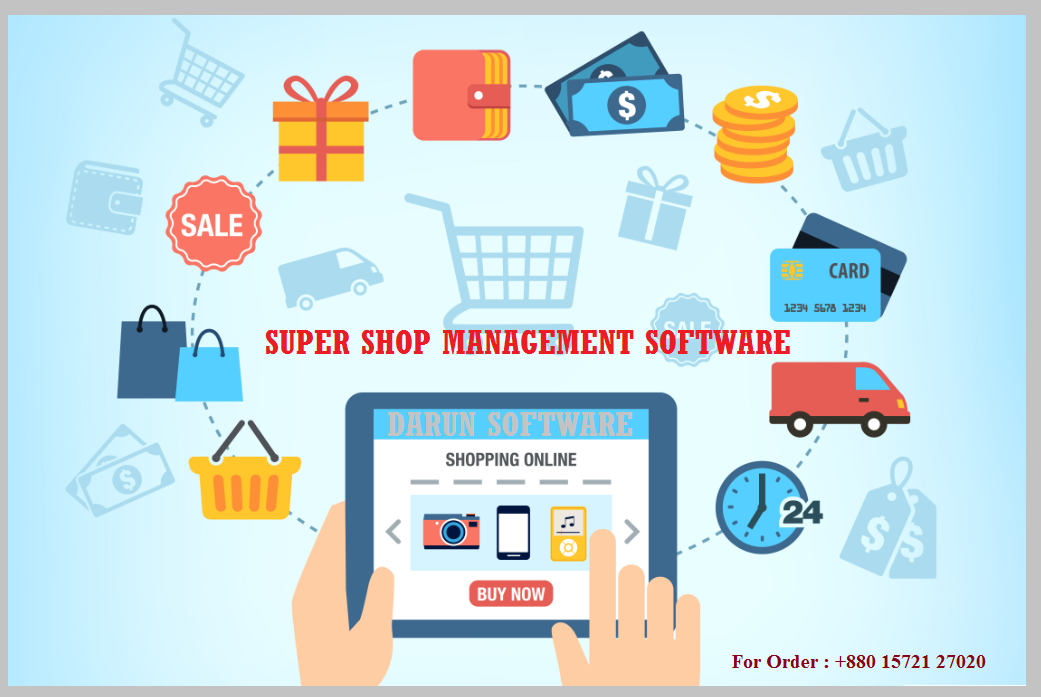 SALE
$
$
CARD
1234 5678 1234
SALE
SUPER SHOP MANAGEMENT SOFTWARE
DARUN SOFTWARE
SHOPPING ONLINE
$
24
$ $
BUY NOW
For Order : +880 15721 27020